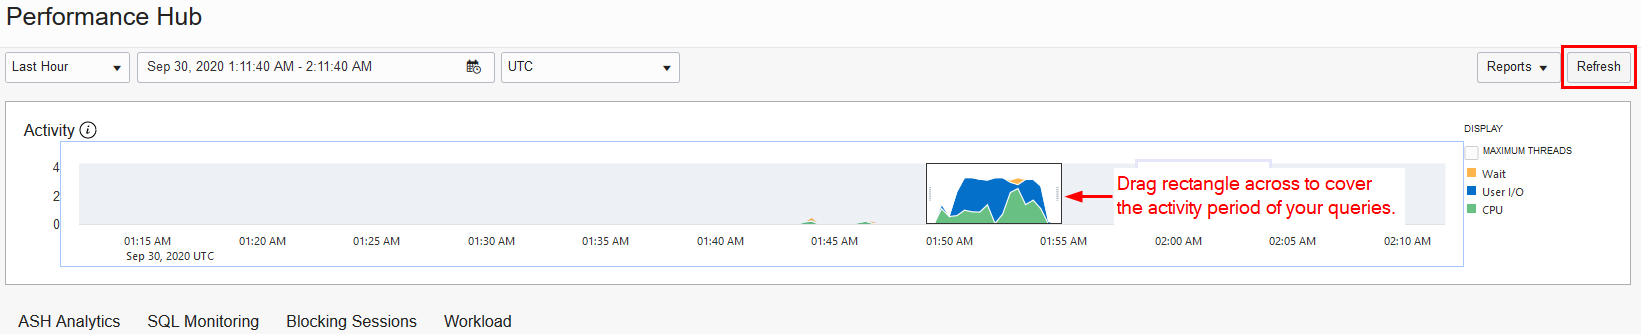 Performance Hub
Last Hour
Sep 30, 2020 1:11:40 AM - 2:11:40 AM
UTC
Reports
Refresh
Activity
DISPLAY
MAXIMUM THREADS
4
Wait
Drag rectangle across to cover
2
User I/O
the activity period of your queries.
CPU
0
01:15 AM 01:20 AM 01:25 AM 01:30 AM 01:35 AM 01:40 AM 01:45 AM 01:50 AM 01:55 AM 02:00 AM 02:05 AM 02:10 AM
Sep 30, 2020 UTC
ASH Analytics SQL Monitoring Blocking Sessions Workload